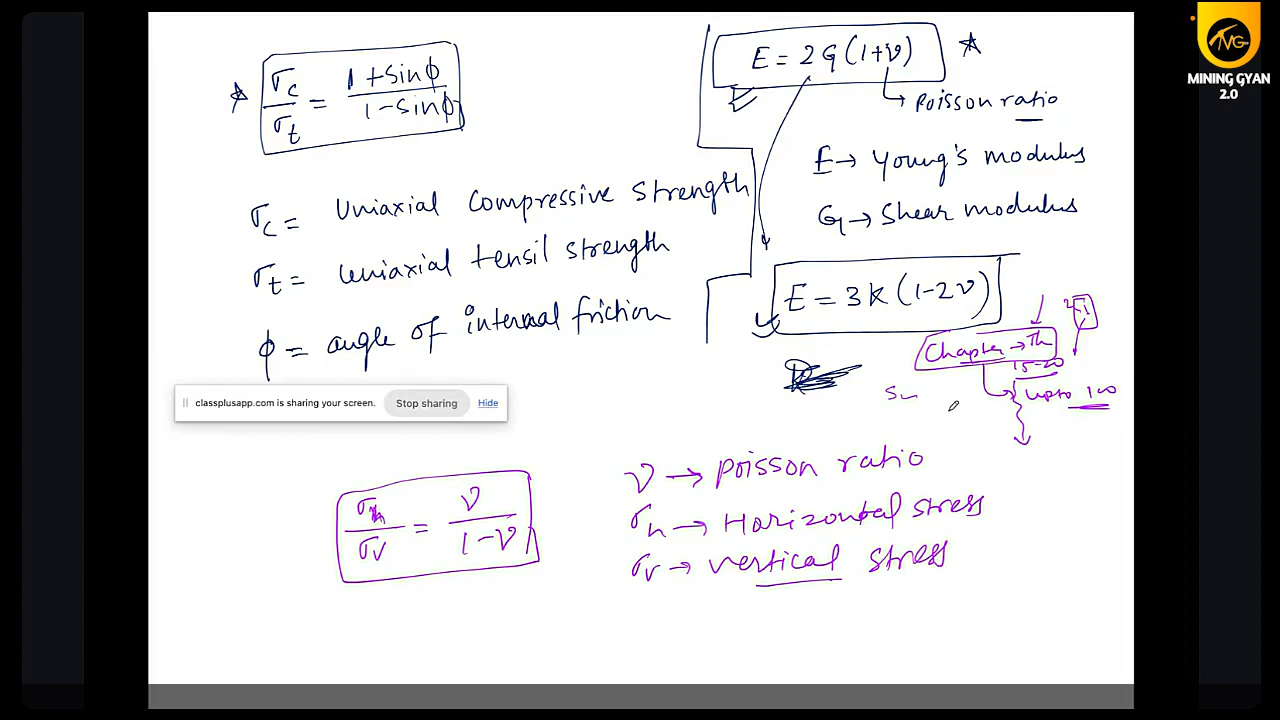 σc/σt = 1+sinϕ/1-sinϕ
σc = Uniaxial Compressive Strength
σt = Uniaxial tensil strength
ϕ = angle of internal friction
E = 2G(1+ν)
Poisson ratio
E → Young's modulus
G → Shear modulus
E = 3K(1-2ν)
Chapter → Th
15-20
upto 100
classplusapp.com is sharing your screen. Stop sharing Hide
σh/σv = ν/1-ν
ν → Poisson ratio
σh → Horizontal stress
σv → vertical stress
MINING GYAN
2.0